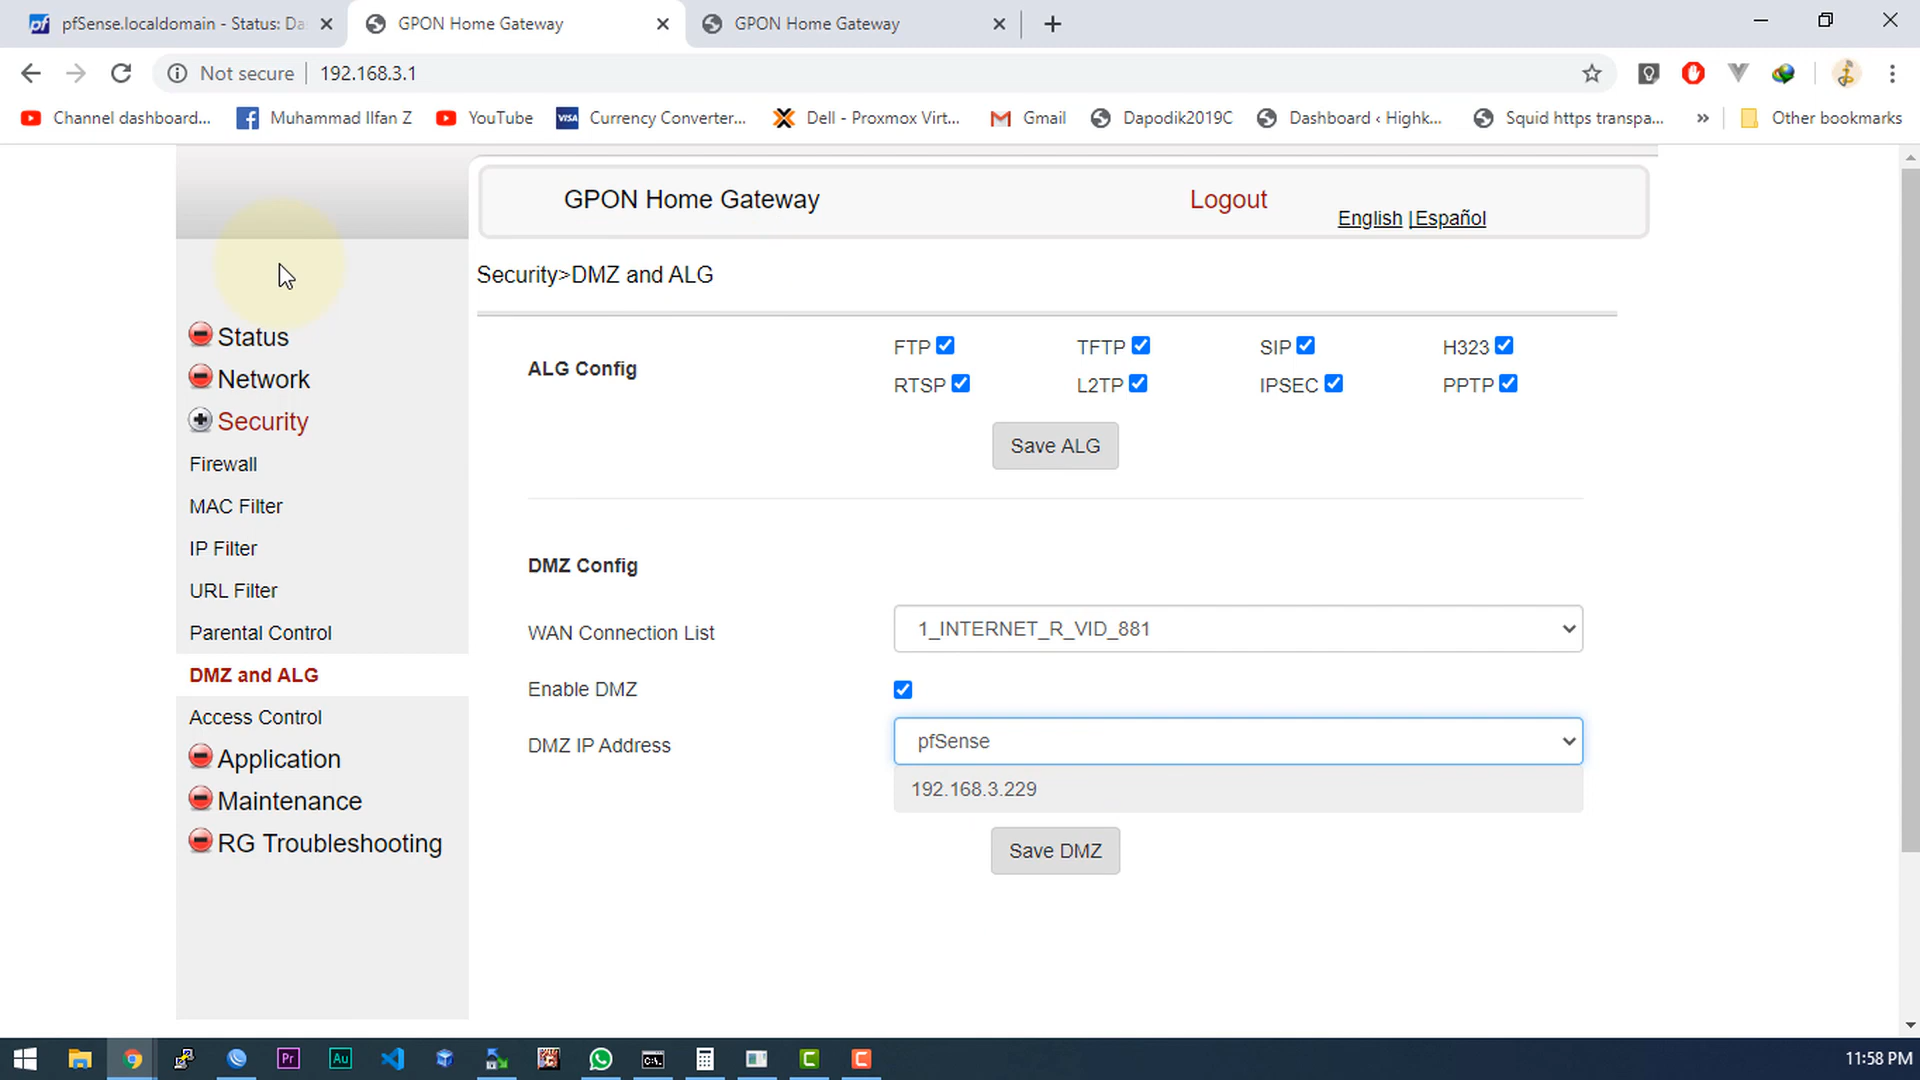 pfSense.localdomain - Status: Da
GPON Home Gateway
GPON Home Gateway
Not secure
192.168.3.1
Channel dashboard...
Muhammad Ilfan Z
YouTube
VISA
Currency Converter...
Dell - Proxmox Virt...
Gmail
Dapodik2019C
Dashboard ‹ Highk...
Squid https transpa...
»
Other bookmarks
GPON Home Gateway
Logout
English |Español
Security>DMZ and ALG
Status
Network
Security
Firewall
MAC Filter
IP Filter
URL Filter
Parental Control
DMZ and ALG
Access Control
Application
Maintenance
RG Troubleshooting
ALG Config
FTP
TFTP
SIP
H323
RTSP
L2TP
IPSEC
PPTP
Save ALG
DMZ Config
WAN Connection List
1_INTERNET_R_VID_881
Enable DMZ
DMZ IP Address
pfSense
192.168.3.229
Save DMZ
Pr
Au
C:\.
C
C
11:58 PM